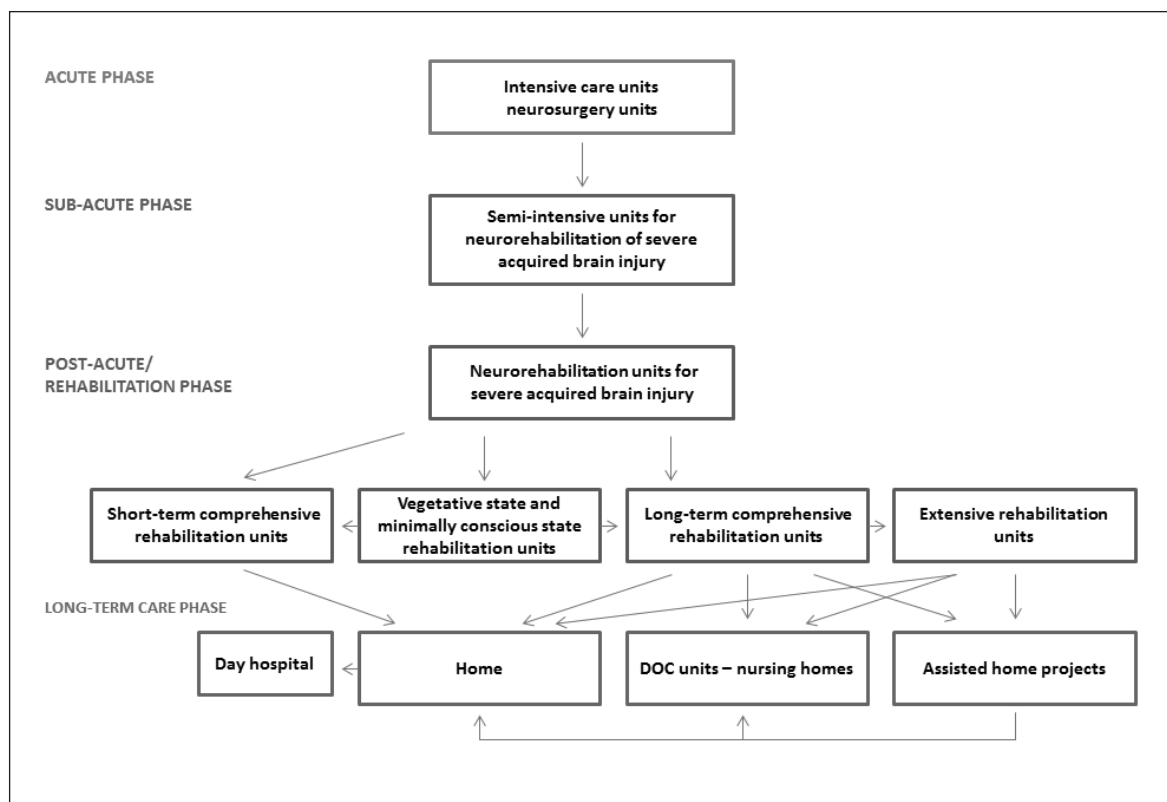 ACUTE PHASE
Intensive care units
neurosurgery units
SUB-ACUTE PHASE
Semi-intensive units for
neurorehabilitation of severe
acquired brain injury
POST-ACUTE/
REHABILITATION PHASE
Neurorehabilitation units for
severe acquired brain injury
Short-term comprehensive
rehabilitation units
Vegetative state and
minimally conscious state
rehabilitation units
Long-term comprehensive
rehabilitation units
Extensive rehabilitation
units
LONG-TERM CARE PHASE
Day hospital
Home
DOC units – nursing homes
Assisted home projects